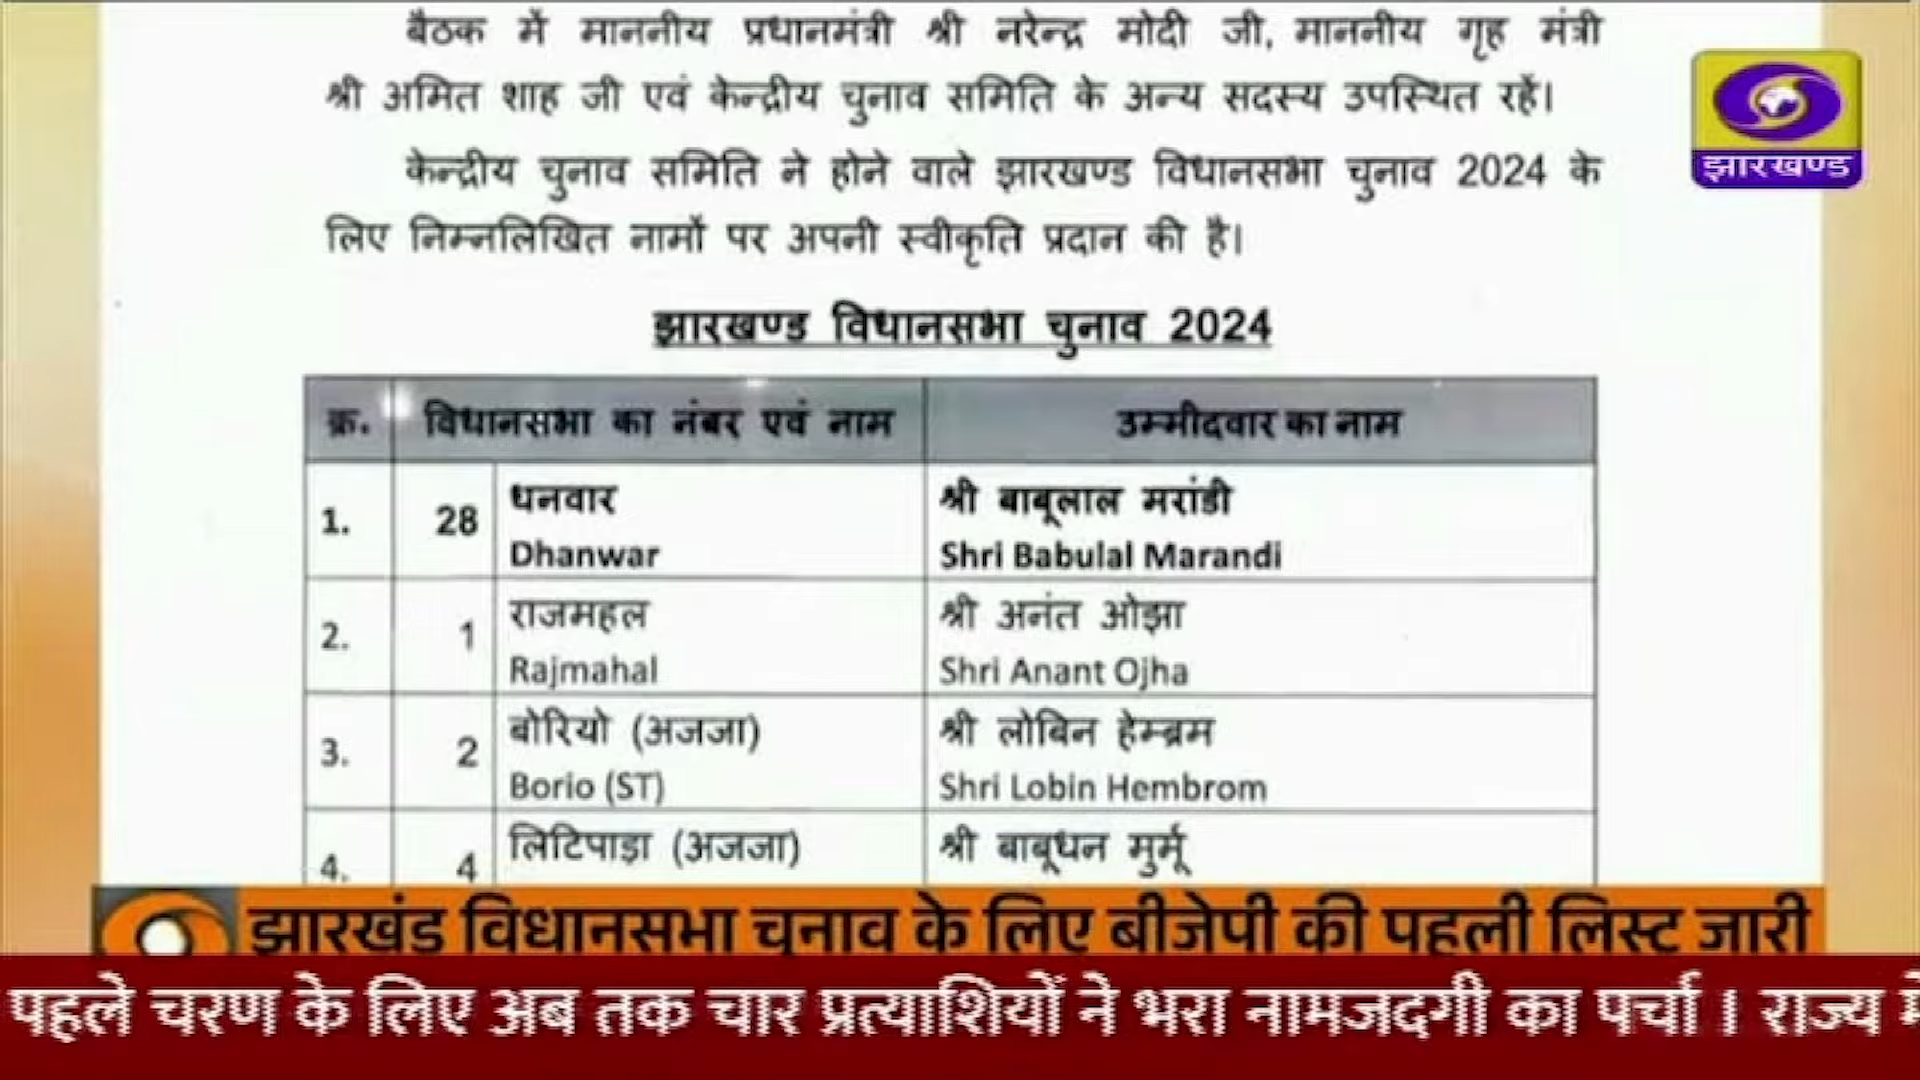 बैठक में माननीय प्रधानमंत्री श्री नरेन्द्र मोदी जी, माननीय गृह मंत्री
श्री अमित शाह जी एवं केन्द्रीय चुनाव समिति के अन्य सदस्य उपस्थित रहें।
केन्द्रीय चुनाव समिति ने होने वाले झारखण्ड विधानसभा चुनाव 2024 के
लिए निम्नलिखित नामों पर अपनी स्वीकृति प्रदान की है।
झारखण्ड
झारखण्ड विधानसभा चुनाव 2024
क्र. विधानसभा का नंबर एवं नाम उम्मीदवार का नाम
1. 28 धनवार श्री बाबूलाल मरांडी
Dhanwar Shri Babulal Marandi
2. 1 राजमहल श्री अनंत ओझा
Rajmahal Shri Anant Ojha
3. 2 बोरियो (अजजा) श्री लोबिन हेम्ब्रम
Borio (ST) Shri Lobin Hembrom
4. 4 लिटिपाड़ा (अजजा) श्री बाबूधन मुर्मू
झारखंड विधानसभा चुनाव के लिए बीजेपी की पहली लिस्ट जारी
पहले चरण के लिए अब तक चार प्रत्याशियों ने भरा नामजदगी का पर्चा । राज्य में